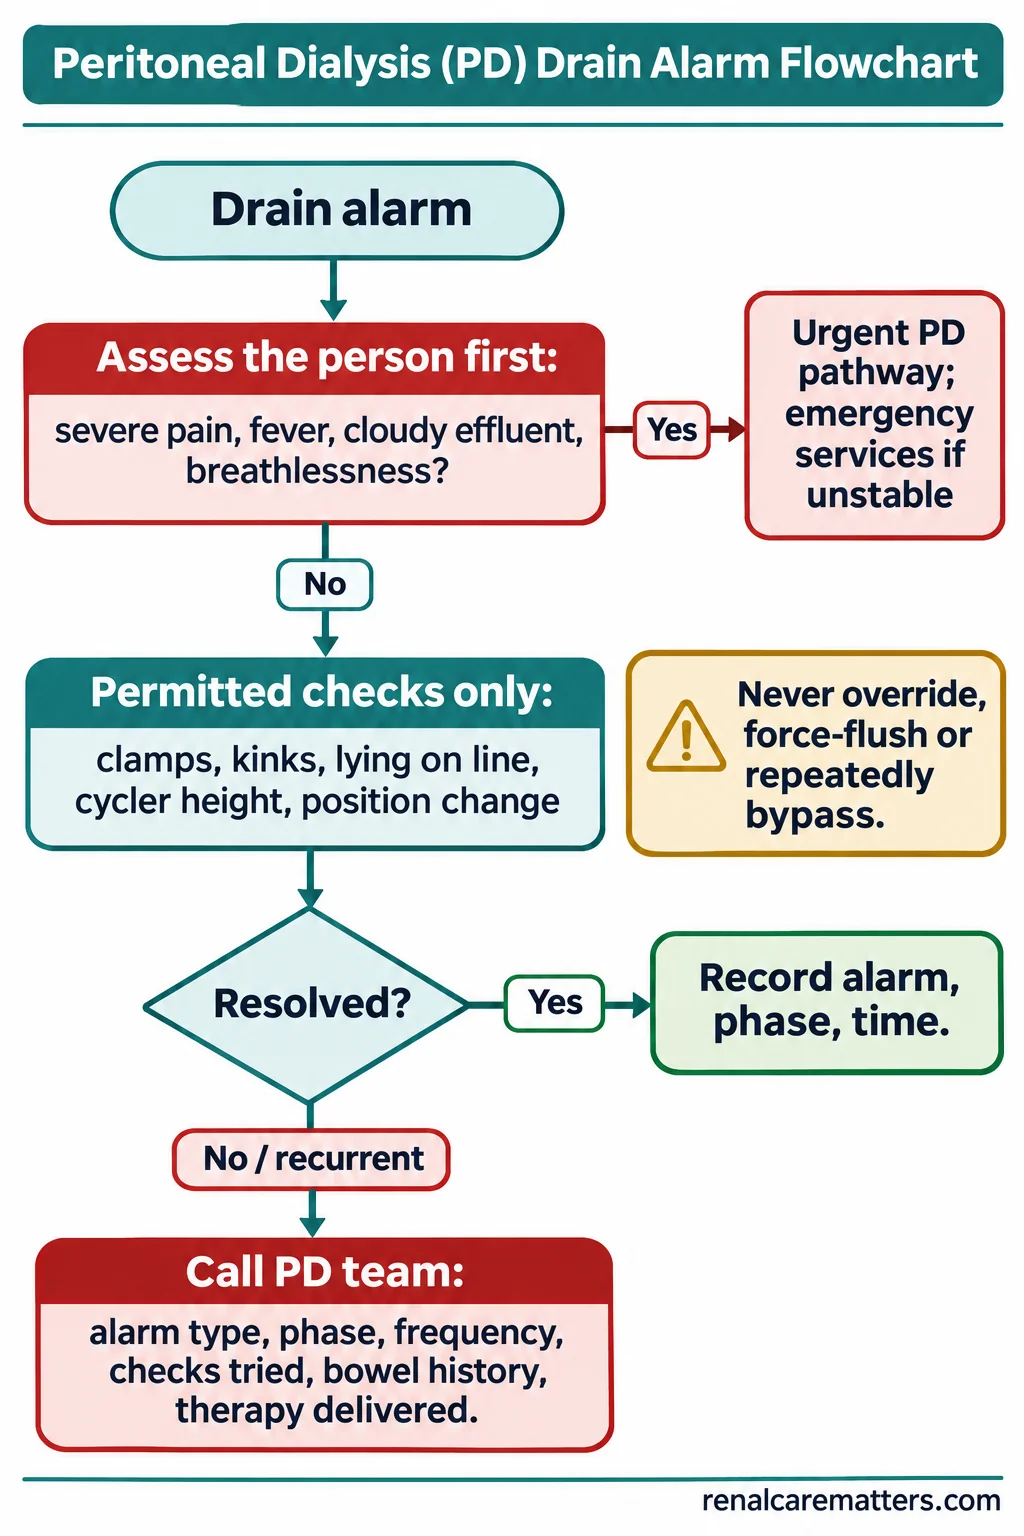 Peritoneal Dialysis (PD) Drain Alarm Flowchart
Drain alarm
Assess the person first:
severe pain, fever, cloudy effluent,
breathlessness?
Yes
Urgent PD
pathway;
emergency
services if
unstable
No
Permitted checks only:
clamps, kinks, lying on line,
cycler height, position change
Never override,
force-flush or
repeatedly
bypass.
Resolved?
Yes
Record alarm,
phase, time.
No / recurrent
Call PD team:
alarm type, phase, frequency,
checks tried, bowel history,
therapy delivered.
renalcarematters.com